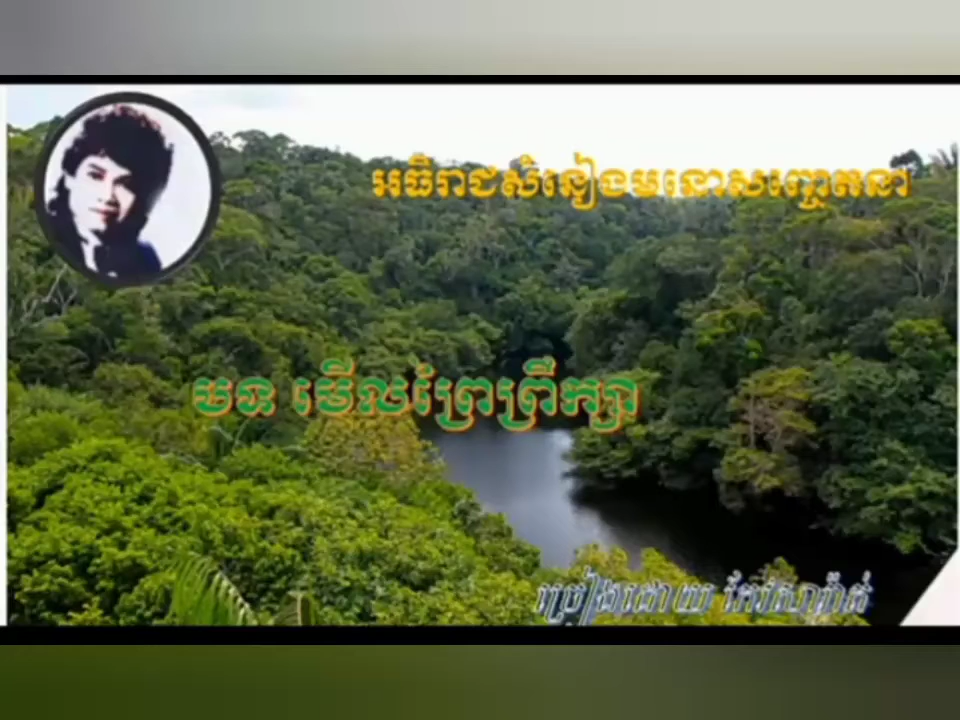 អធិរាជសំនៀងមនោសញ្ចេតនា
បទ មើលព្រៃព្រឹក្សា
ច្រៀងដោយ កែវសារ៉ាត់